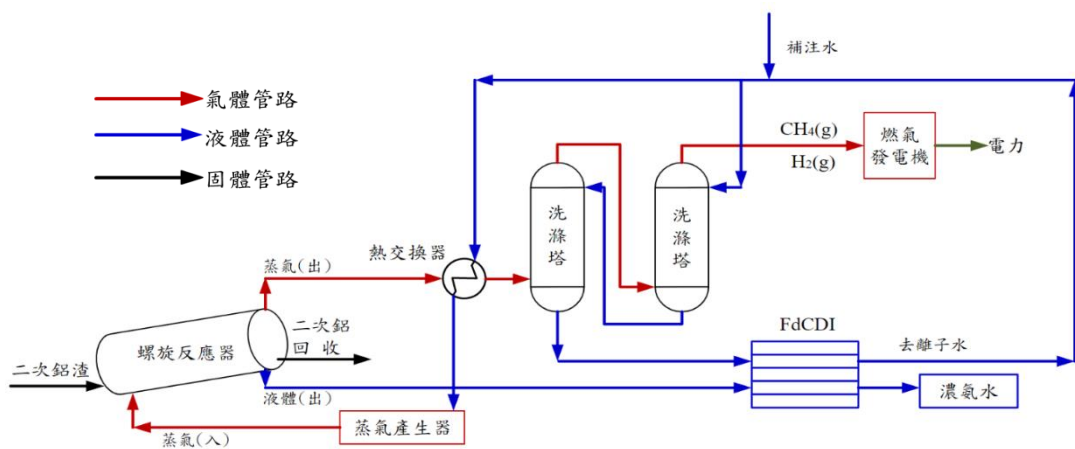 補注水
氣體管路
液體管路
固體管路
CH4(g)
H2(g)
燃氣
發電機
電力
洗
滌
塔
洗
滌
塔
熱交換器
蒸氣(出)
螺旋反應器
二次鋁
回 收
二次鋁渣
液體(出)
蒸氣(入)
蒸氣產生器
FdCDI
去離子水
濃氨水